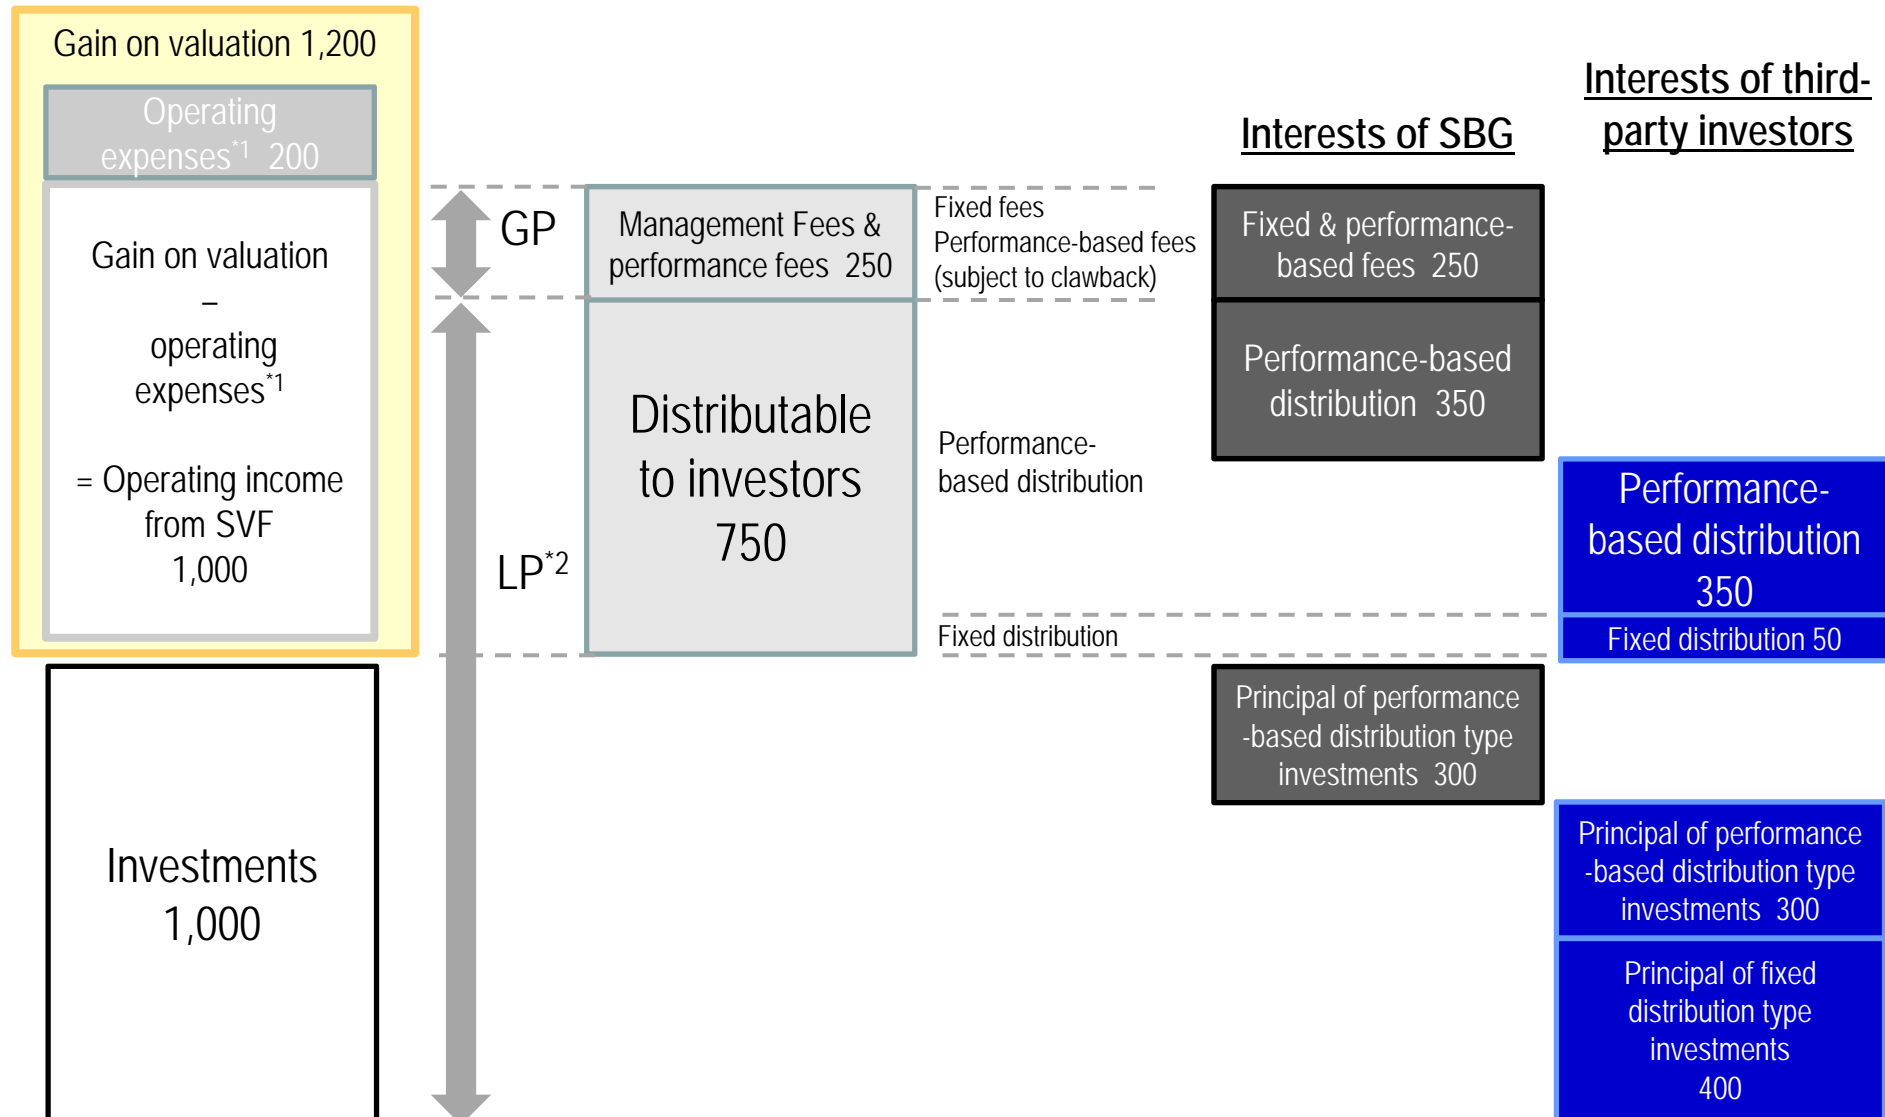 Gain on valuation 1,200
Operating
expenses*1 200
Gain on valuation
–
operating
expenses*1
= Operating income
from SVF
1,000
Investments
1,000
GP
LP*2
Management Fees &
performance fees 250
Distributable
to investors
750
Fixed fees
Performance-based fees
(subject to clawback)
Performance-
based distribution
Fixed distribution
Interests of SBG
Fixed & performance-
based fees 250
Performance-based
distribution 350
Principal of performance
-based distribution type
investments 300
Interests of third-
party investors
Performance-
based distribution
350
Fixed distribution 50
Principal of performance
-based distribution type
investments 300
Principal of fixed
distribution type
investments
400